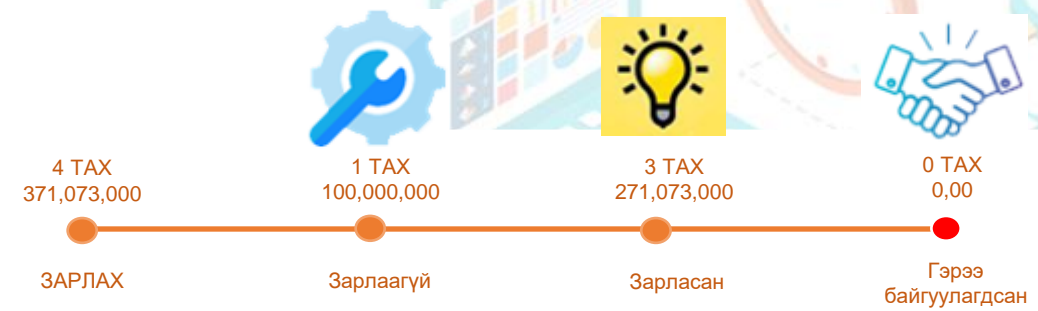 4 ТАХ
371,073,000
1 ТАХ
100,000,000
3 ТАХ
271,073,000
0 ТАХ
0,00
ЗАРЛАХ
Зарлаагүй
Зарласан
Гэрээ
байгуулагдсан